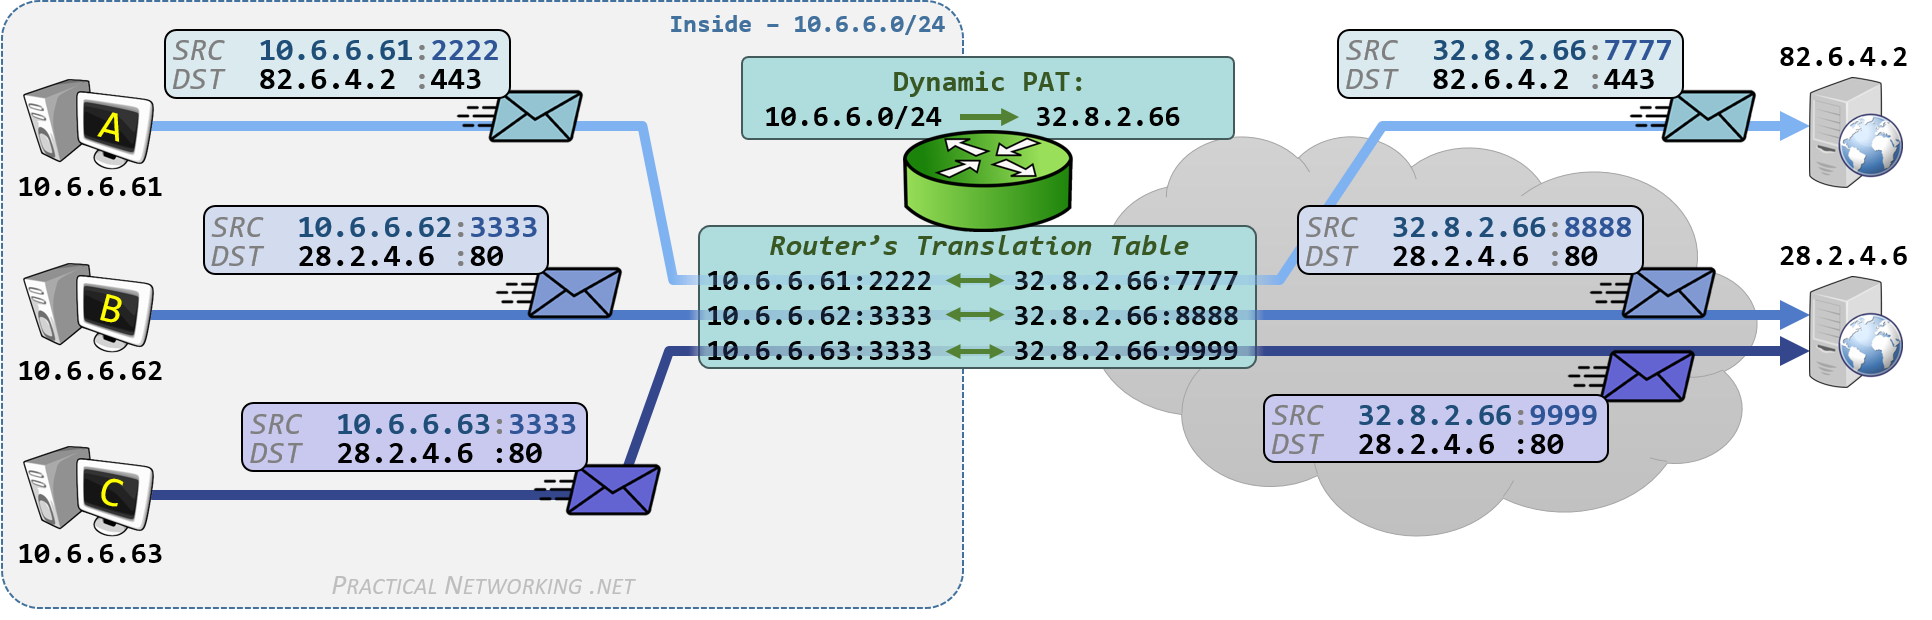 Inside – 10.6.6.0/24
SRC 10.6.6.61:2222
DST 82.6.4.2 :443
A
10.6.6.61
Dynamic PAT:
10.6.6.0/24 → 32.8.2.66
SRC 32.8.2.66:7777
DST 82.6.4.2 :443
82.6.4.2
SRC 10.6.6.62:3333
DST 28.2.4.6 :80
B
10.6.6.62
Router’s Translation Table
10.6.6.61:2222 ↔ 32.8.2.66:7777
10.6.6.62:3333 ↔ 32.8.2.66:8888
10.6.6.63:3333 ↔ 32.8.2.66:9999
SRC 32.8.2.66:8888
DST 28.2.4.6 :80
28.2.4.6
SRC 10.6.6.63:3333
DST 28.2.4.6 :80
C
10.6.6.63
SRC 32.8.2.66:9999
DST 28.2.4.6 :80
PRACTICAL NETWORKING .NET